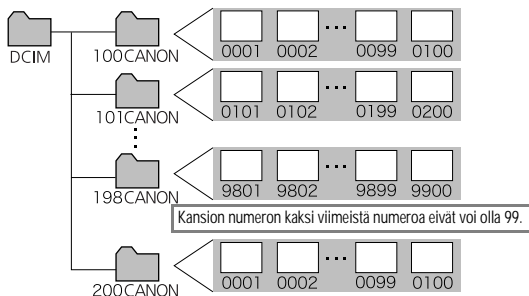 DCIM
100CANON
0001 0002 ... 0099 0100
101CANON
0101 0102 ... 0199 0200
198CANON
9801 9802 ... 9899 9900
Kansion numeron kaksi viimeistä numeroa eivät voi olla 99.
200CANON
0001 0002 ... 0099 0100